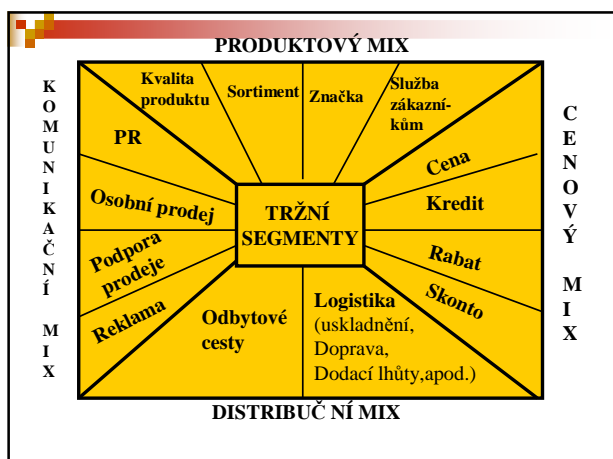 PRODUKTOVÝ MIX
KOMUNIKAČNÍ MIX
Kvalita
produktu
Sortiment
Značka
Služba
zákazní-
kům
PR
Osobní prodej
Podpora
prodeje
Reklama
TRŽNÍ
SEGMENTY
Cena
Kredit
Rabat
Skonto
Odbytové
cesty
Logistika
(uskladnění,
Doprava,
Dodací lhůty,apod.)
CENOVÝ MIX
DISTRIBUČ NÍ MIX